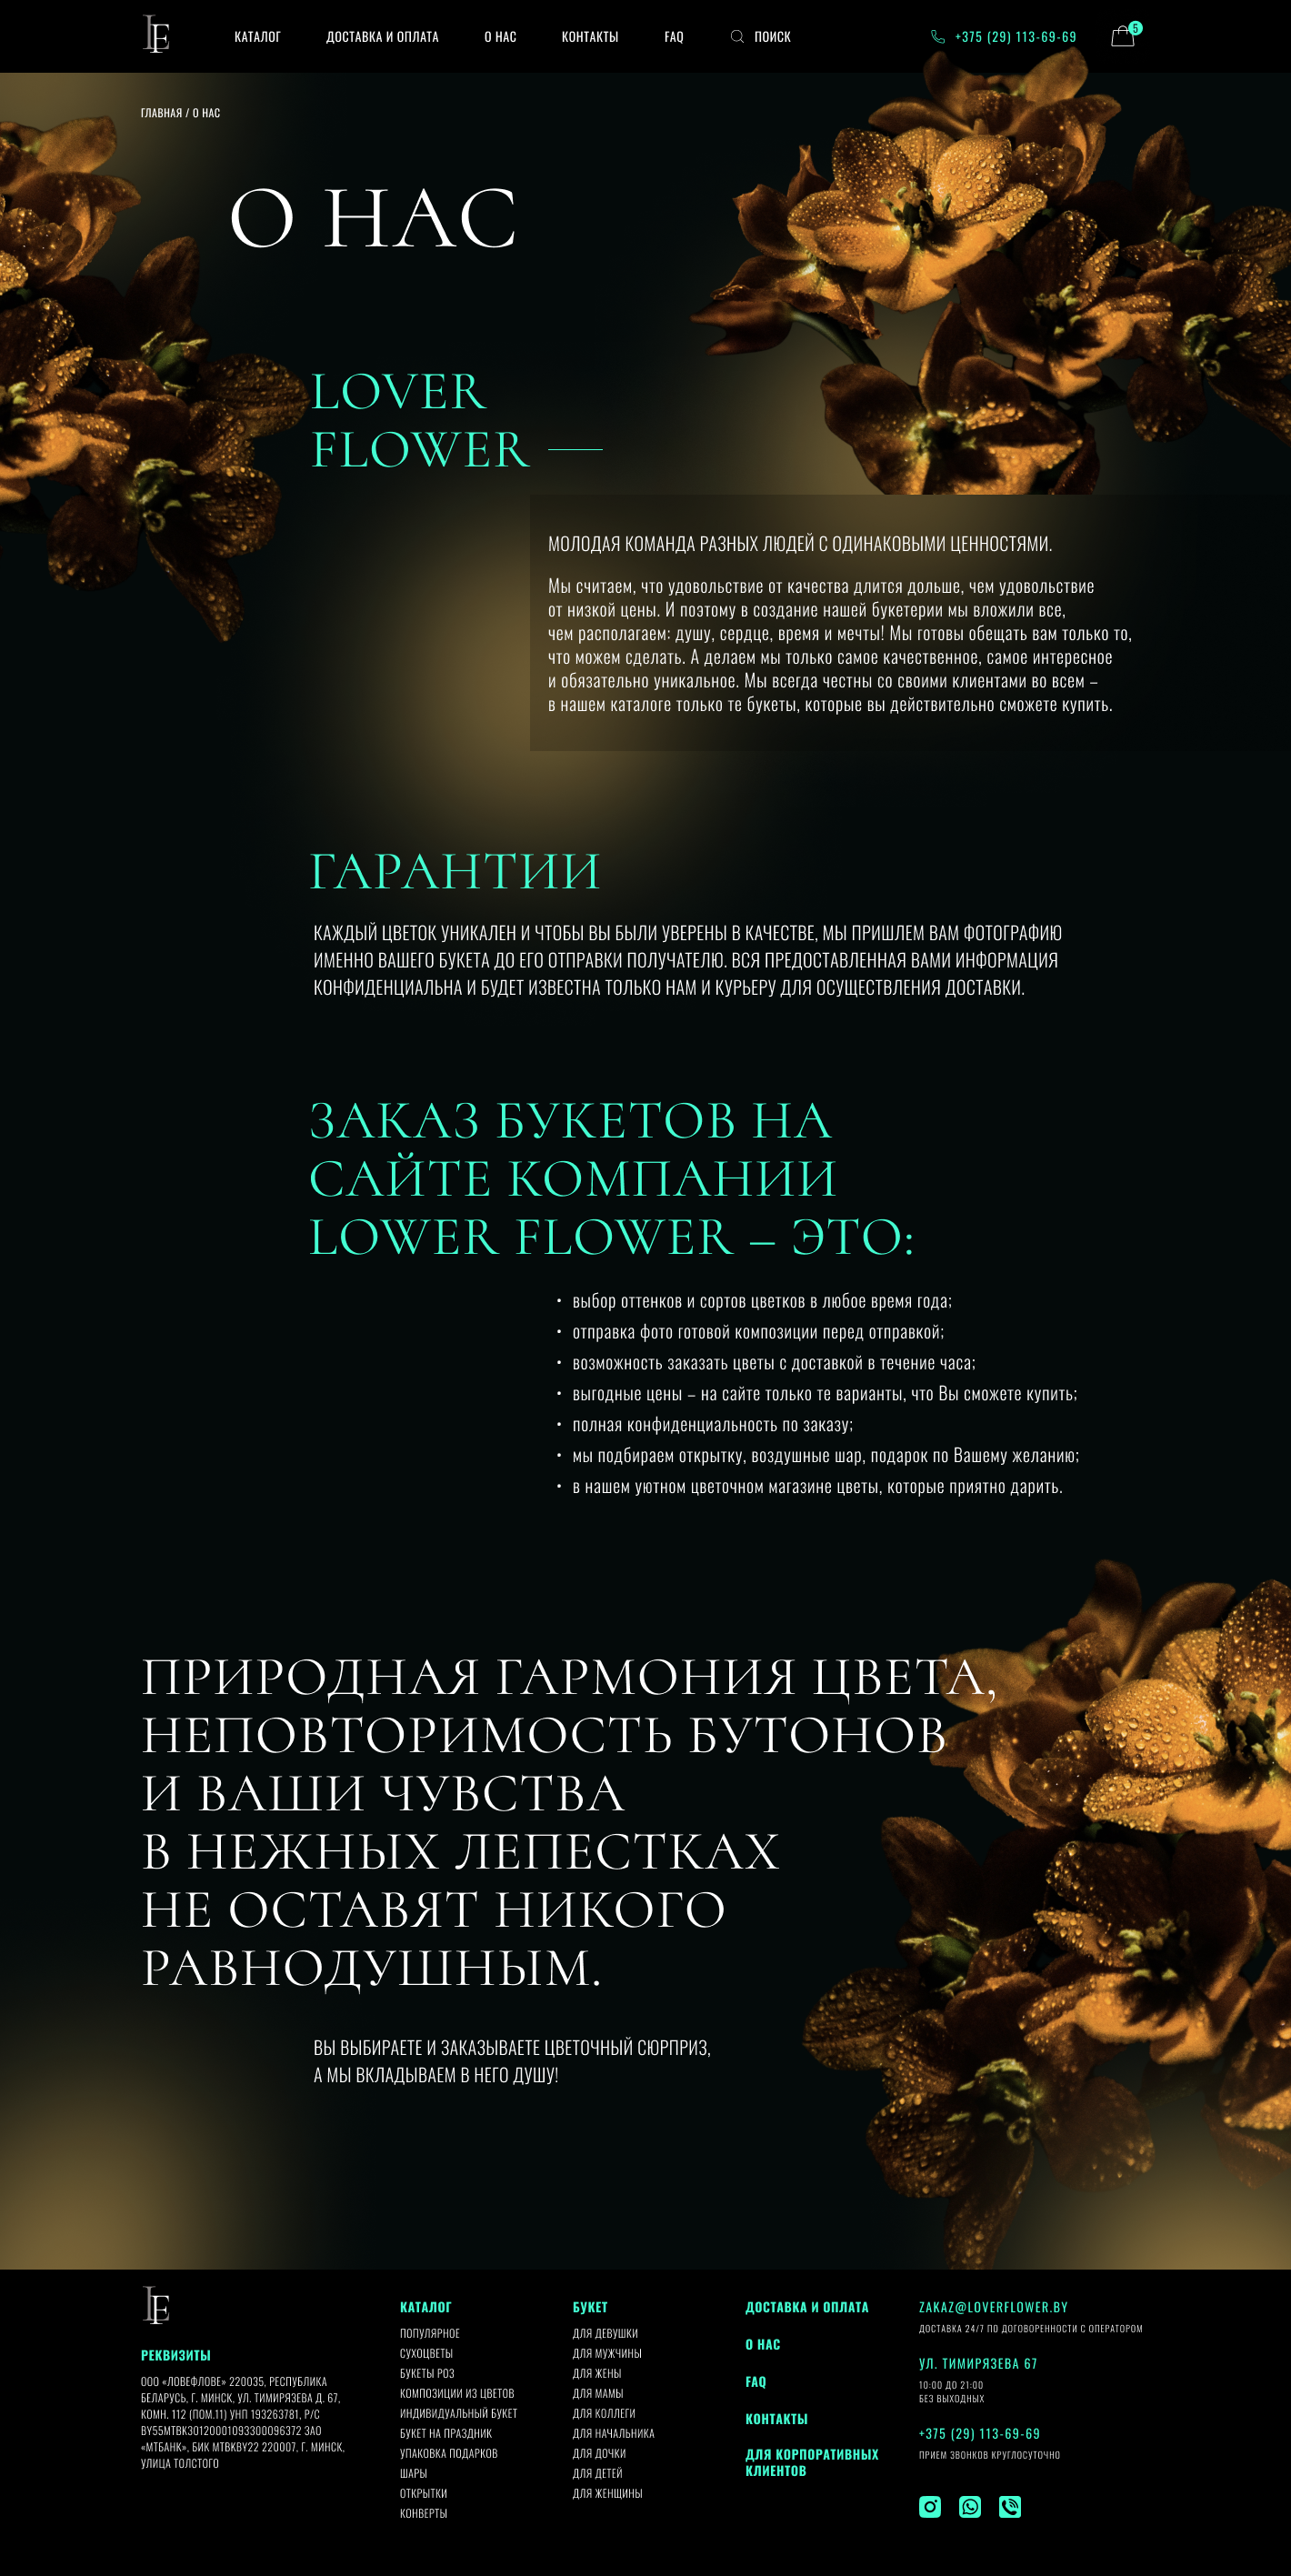 LF
КАТАЛОГ
ДОСТАВКА И ОПЛАТА
О НАС
КОНТАКТЫ
FAQ
ПОИСК
+375 (29) 113-69-69
5
ГЛАВНАЯ / О НАС
О НАС
LOVER
FLOWER —
МОЛОДАЯ КОМАНДА РАЗНЫХ ЛЮДЕЙ С ОДИНАКОВЫМИ ЦЕННОСТЯМИ.
Мы считаем, что удовольствие от качества длится дольше, чем удовольствие
от низкой цены. И поэтому в создание нашей букетерии мы вложили все,
чем располагаем: душу, сердце, время и мечты! Мы готовы обещать вам только то,
что можем сделать. А делаем мы только самое качественное, самое интересное
и обязательно уникальное. Мы всегда честны со своими клиентами во всем –
в нашем каталоге только те букеты, которые вы действительно сможете купить.
ГАРАНТИИ
КАЖДЫЙ ЦВЕТОК УНИКАЛЕН И ЧТОБЫ ВЫ БЫЛИ УВЕРЕНЫ В КАЧЕСТВЕ, МЫ ПРИШЛЕМ ВАМ ФОТОГРАФИЮ
ИМЕННО ВАШЕГО БУКЕТА ДО ЕГО ОТПРАВКИ ПОЛУЧАТЕЛЮ. ВСЯ ПРЕДОСТАВЛЕННАЯ ВАМИ ИНФОРМАЦИЯ
КОНФИДЕНЦИАЛЬНА И БУДЕТ ИЗВЕСТНА ТОЛЬКО НАМ И КУРЬЕРУ ДЛЯ ОСУЩЕСТВЛЕНИЯ ДОСТАВКИ.
ЗАКАЗ БУКЕТОВ НА
САЙТЕ КОМПАНИИ
LOWER FLOWER – ЭТО:
• выбор оттенков и сортов цветков в любое время года;
• отправка фото готовой композиции перед отправкой;
• возможность заказать цветы с доставкой в течение часа;
• выгодные цены – на сайте только те варианты, что Вы сможете купить;
• полная конфиденциальность по заказу;
• мы подбираем открытку, воздушные шар, подарок по Вашему желанию;
• в нашем уютном цветочном магазине цветы, которые приятно дарить.
ПРИРОДНАЯ ГАРМОНИЯ ЦВЕТА,
НЕПОВТОРИМОСТЬ БУТОНОВ
И ВАШИ ЧУВСТВА
В НЕЖНЫХ ЛЕПЕСТКАХ
НЕ ОСТАВЯТ НИКОГО
РАВНОДУШНЫМ.
ВЫ ВЫБИРАЕТЕ И ЗАКАЗЫВАЕТЕ ЦВЕТОЧНЫЙ СЮРПРИЗ,
А МЫ ВКЛАДЫВАЕМ В НЕГО ДУШУ!
LF
РЕКВИЗИТЫ
ООО «ЛОВЕФЛОВЕ» 220035, РЕСПУБЛИКА
БЕЛАРУСЬ, Г. МИНСК, УЛ. ТИМИРЯЗЕВА Д. 67,
КОМН. 112 (ПОМ.11) УНП 193263781, Р/С
BY55MTBK30120001093300096372 ЗАО
«МТБАНК», БИК MTBKBY22 220007, Г. МИНСК,
УЛИЦА ТОЛСТОГО
КАТАЛОГ
ПОПУЛЯРНОЕ
СУХОЦВЕТЫ
БУКЕТЫ РОЗ
КОМПОЗИЦИИ ИЗ ЦВЕТОВ
ИНДИВИДУАЛЬНЫЙ БУКЕТ
БУКЕТ НА ПРАЗДНИК
УПАКОВКА ПОДАРКОВ
ШАРЫ
ОТКРЫТКИ
КОНВЕРТЫ
БУКЕТ
ДЛЯ ДЕВУШКИ
ДЛЯ МУЖЧИНЫ
ДЛЯ ЖЕНЫ
ДЛЯ МАМЫ
ДЛЯ КОЛЛЕГИ
ДЛЯ НАЧАЛЬНИКА
ДЛЯ ДОЧКИ
ДЛЯ ДЕТЕЙ
ДЛЯ ЖЕНЩИНЫ
ДОСТАВКА И ОПЛАТА
О НАС
FAQ
КОНТАКТЫ
ДЛЯ КОРПОРАТИВНЫХ
КЛИЕНТОВ
ZAKAZ@LOVERFLOWER.BY
ДОСТАВКА 24/7 ПО ДОГОВОРЕННОСТИ С ОПЕРАТОРОМ
УЛ. ТИМИРЯЗЕВА 67
10:00 ДО 21:00
БЕЗ ВЫХОДНЫХ
+375 (29) 113-69-69
ПРИЕМ ЗВОНКОВ КРУГЛОСУТОЧНО